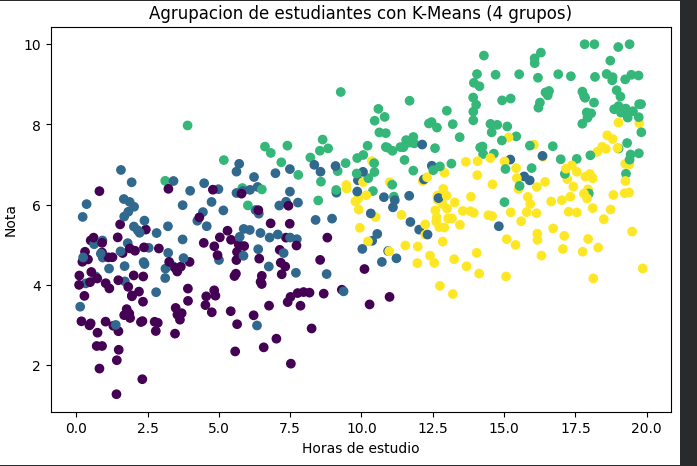 Agrupacion de estudiantes con K-Means (4 grupos)
10
8
6
4
2
Nota
0.0 2.5 5.0 7.5 10.0 12.5 15.0 17.5 20.0
Horas de estudio